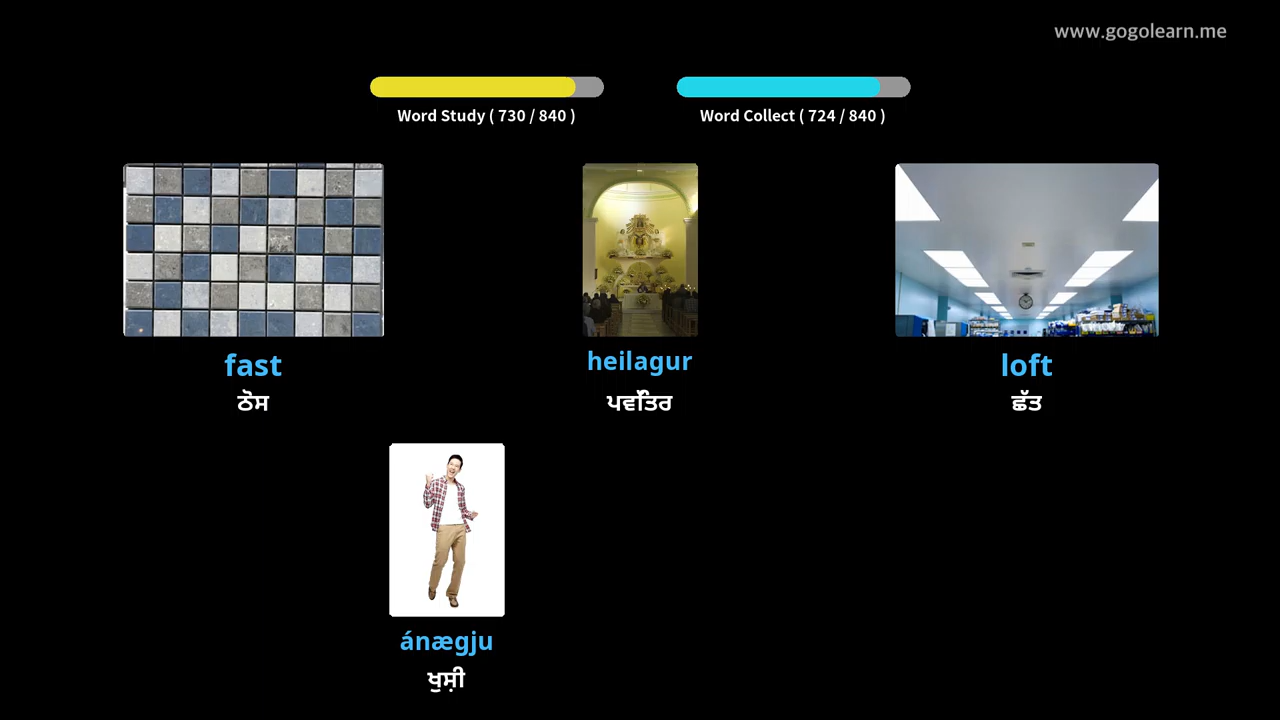 www.gogolearn.me
Word Study ( 730 / 840 )
Word Collect ( 724 / 840 )
fast
heilagur
loft
ਠੋਸ
ਪਵਿੱਤਰ
ਛੱਤ
ánægju
ਖੁਸ਼ੀ